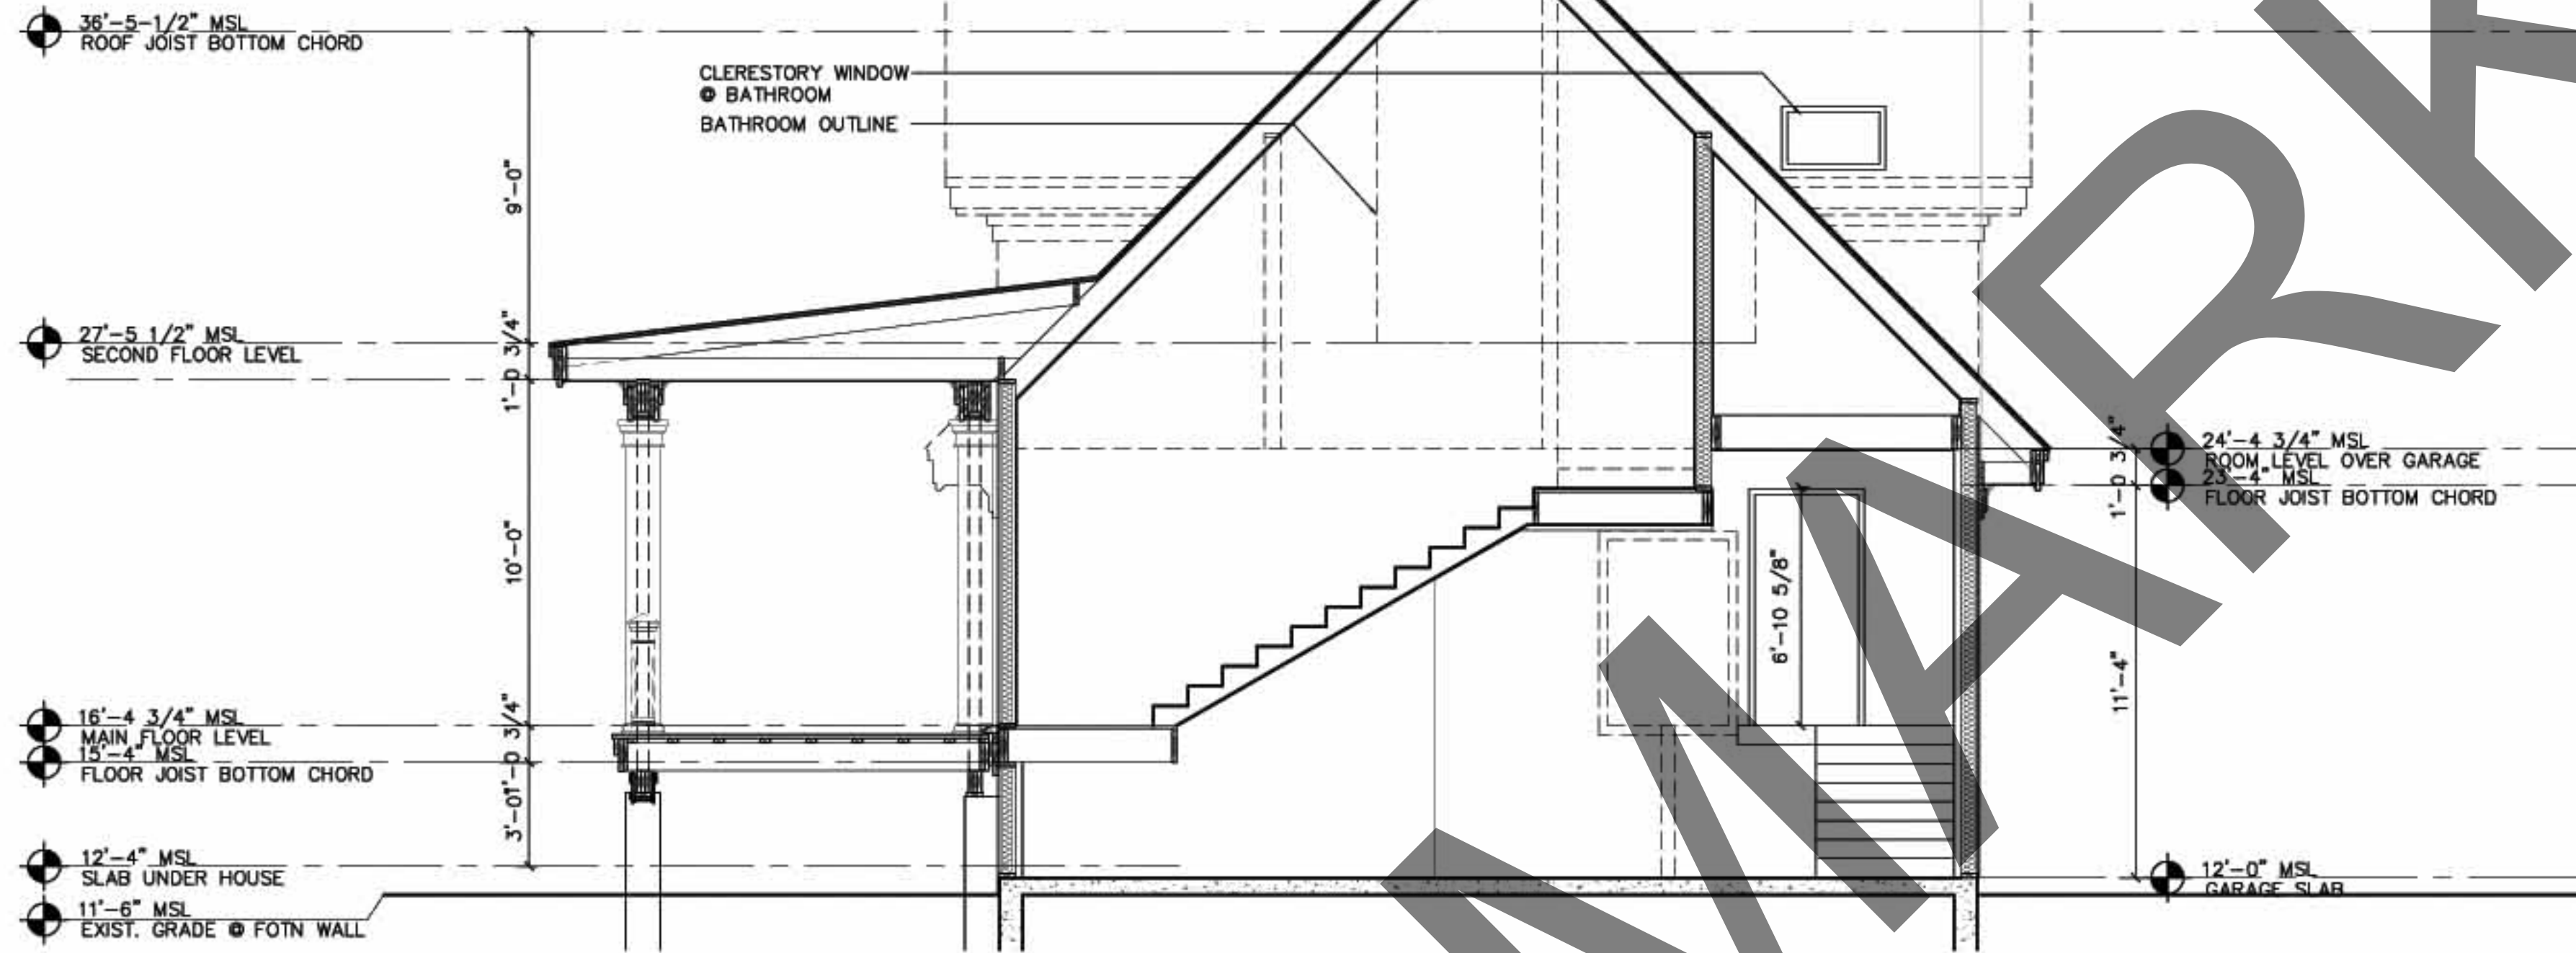 36'-5-1/2" MSL
ROOF JOIST BOTTOM CHORD
CLERESTORY WINDOW
@ BATHROOM
BATHROOM OUTLINE
9'-0"
27'-5 1/2" MSL
SECOND FLOOR LEVEL
1'-0 3/4"
10'-0"
16'-4 3/4" MSL
MAIN FLOOR LEVEL
15'-4" MSL
FLOOR JOIST BOTTOM CHORD
1'-0 3/4"
3'-0"
12'-4" MSL
SLAB UNDER HOUSE
11'-6" MSL
EXIST. GRADE @ FOTN WALL
6'-10 5/8"
24'-4 3/4" MSL
ROOM LEVEL OVER GARAGE
23'-4" MSL
FLOOR JOIST BOTTOM CHORD
1'-0 3/4"
11'-4"
12'-0" MSL
GARAGE SLAB
MARK